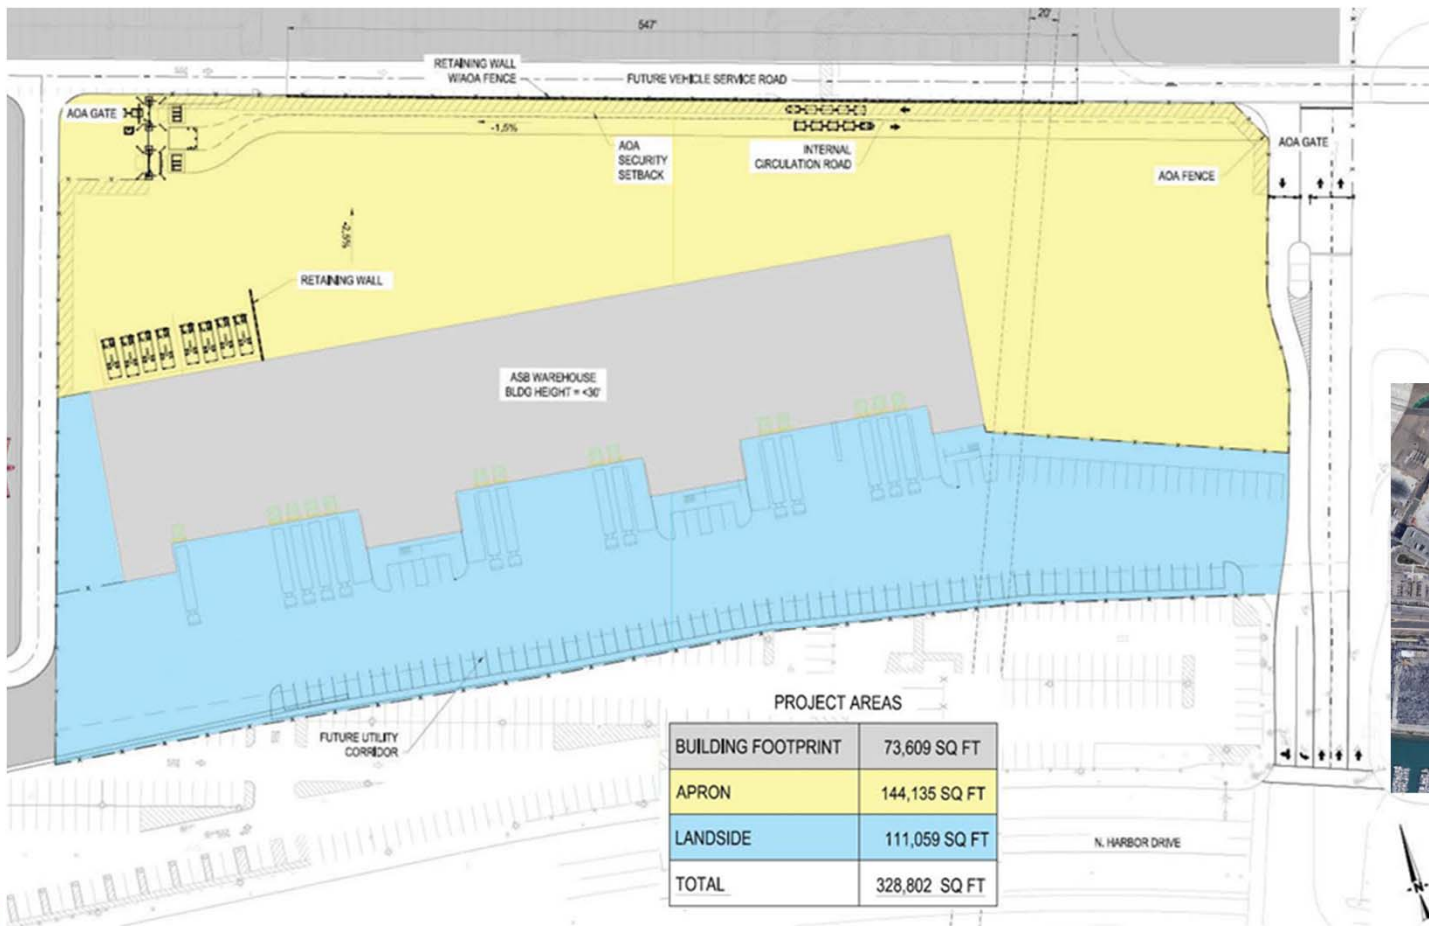 547'
20'
RETAINING WALL
W/AOA FENCE
FUTURE VEHICLE SERVICE ROAD
AOA GATE
-1.5%
AOA
SECURITY
SETBACK
INTERNAL
CIRCULATION ROAD
AOA GATE
AOA FENCE
-2.5%
RETAINING WALL
ASB WAREHOUSE
BLDG HEIGHT = <30'
FUTURE UTILITY
CORRIDOR
PROJECT AREAS
BUILDING FOOTPRINT 73,609 SQ FT
APRON 144,135 SQ FT
LANDSIDE 111,059 SQ FT
TOTAL 328,802 SQ FT
N. HARBOR DRIVE
N